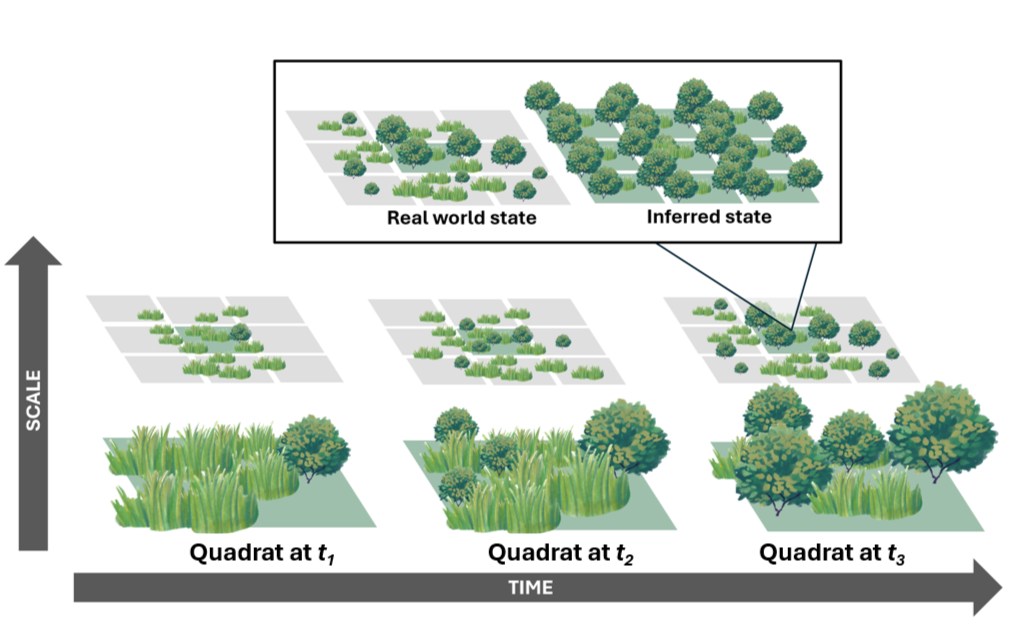 Real world state
Inferred state
SCALE
Quadrat at t1
Quadrat at t2
Quadrat at t3
TIME